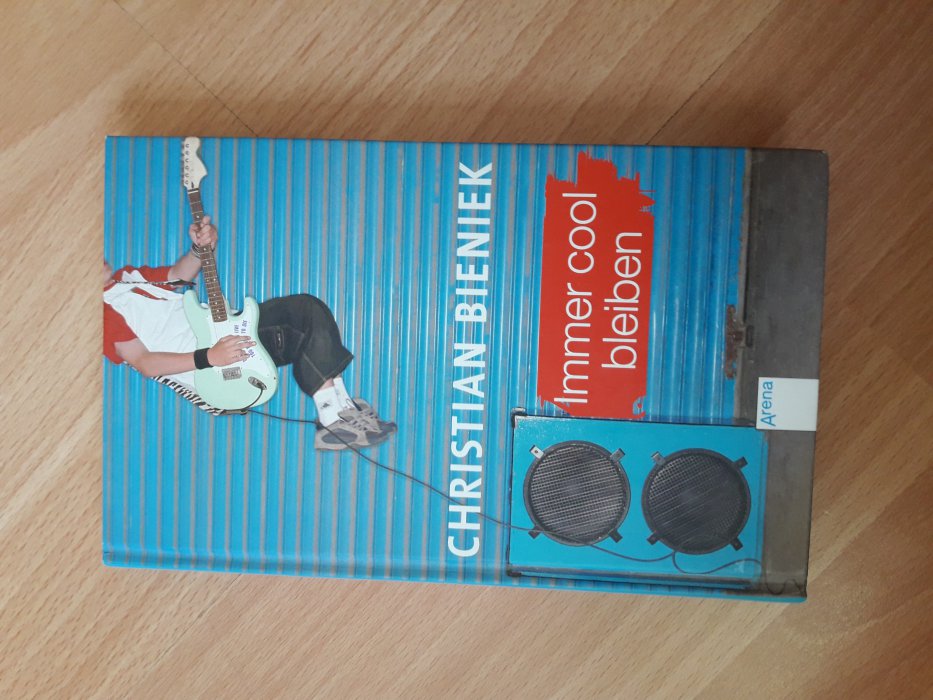 CHRISTIAN BIENIEK
Immer cool
bleiben
Arena